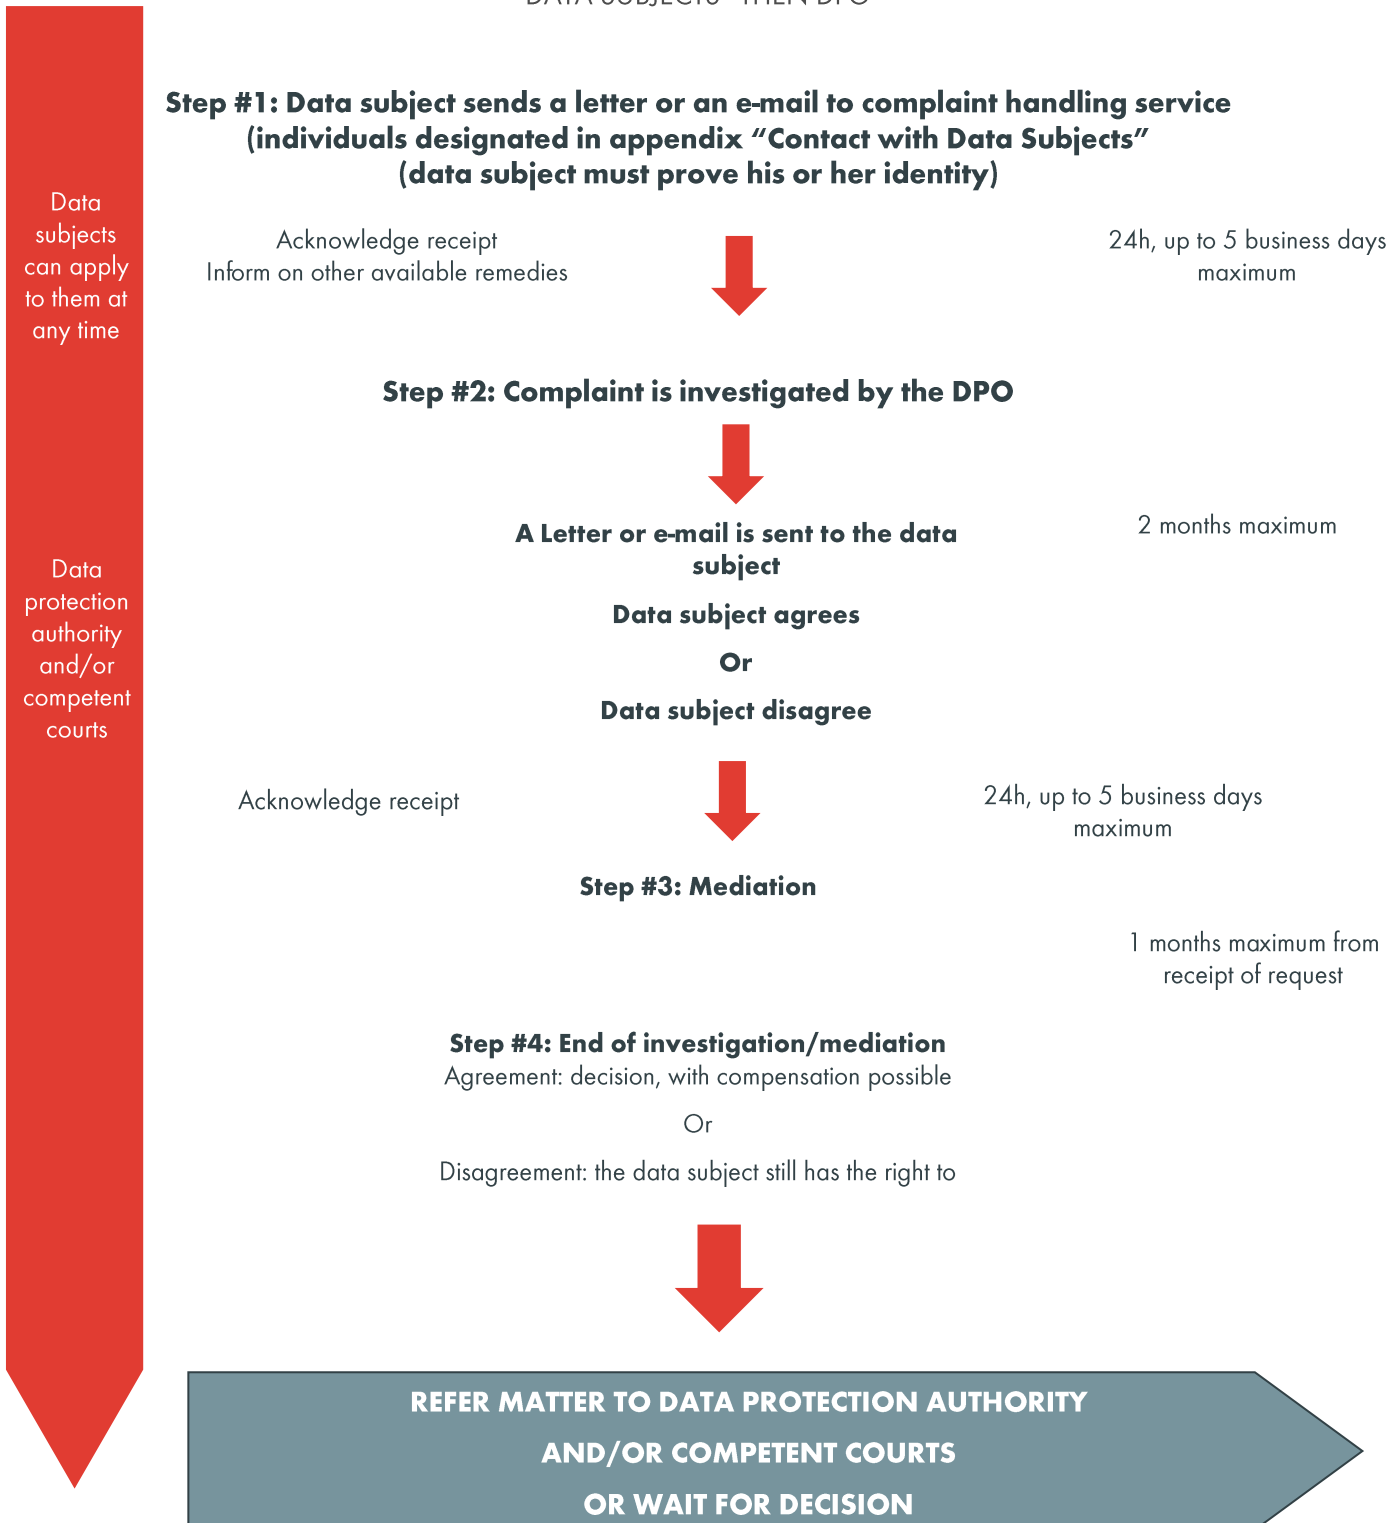 DATA SUBJECTS" THEN DPO
Step #1: Data subject sends a letter or an e-mail to complaint handling service
(individuals designated in appendix “Contact with Data Subjects”
(data subject must prove his or her identity)
Data
subjects
can apply
to them at
any time
Acknowledge receipt
Inform on other available remedies
24h, up to 5 business days
maximum
Step #2: Complaint is investigated by the DPO
A Letter or e-mail is sent to the data
subject
2 months maximum
Data subject agrees
Or
Data subject disagree
Data
protection
authority
and/or
competent
courts
Acknowledge receipt
24h, up to 5 business days
maximum
Step #3: Mediation
1 months maximum from
receipt of request
Step #4: End of investigation/mediation
Agreement: decision, with compensation possible
Or
Disagreement: the data subject still has the right to
REFER MATTER TO DATA PROTECTION AUTHORITY
AND/OR COMPETENT COURTS
OR WAIT FOR DECISION